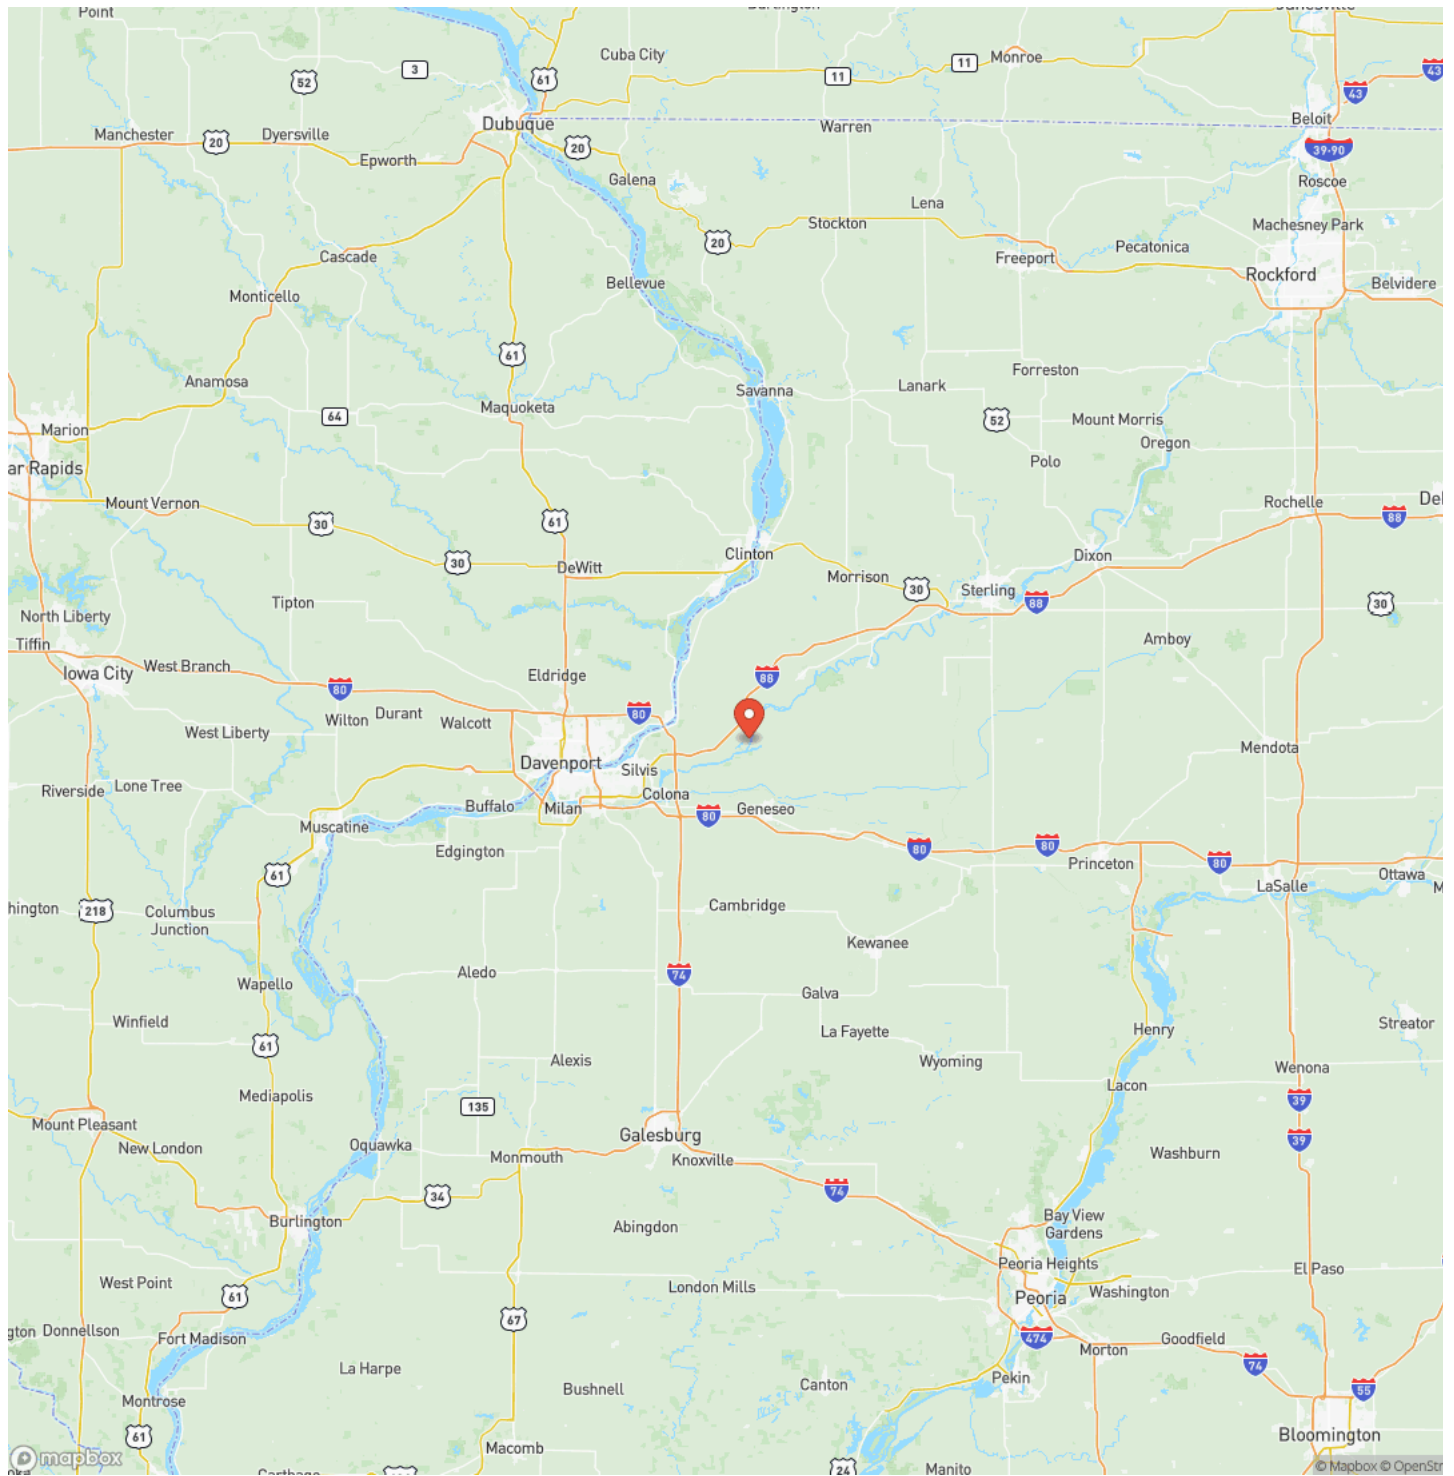 Point
Cuba City
Monroe
52
3
61
11
11
43
43
Manchester
20
Dyersville
Dubuque
Epworth
20
Warren
Beloit
39-90
Roscoe
Galena
Lena
Stockton
Machesney Park
20
Pecatonica
Cascade
Freeport
Rockford
Belvidere
Bellevue
Monticello
61
Anamosa
Savanna
Lanark
Forreston
64
Maquoketa
52
Mount Morris
Marion
Oregon
Polo
ar Rapids
Mount Vernon
Rochelle
Del
30
61
88
Clinton
Dixon
30
DeWitt
Morrison
30
Sterling
88
Tipton
30
North Liberty
Tiffin
Amboy
West Branch
Iowa City
Eldridge
88
80
80
Wilton
Durant
Walcott
West Liberty
Mendota
Davenport
Silvis
Riverside
Lone Tree
Colona
Buffalo
Milan
80
Geneseo
Muscatine
Edgington
80
80
80
Princeton
61
LaSalle
Ottawa
M
hington
218
Columbus
Junction
Cambridge
Kewanee
Aledo
74
Wapello
Galva
Winfield
La Fayette
Henry
Streator
61
Alexis
Wyoming
Wenona
Mediapolis
Lacon
135
39
Mount Pleasant
Galesburg
39
New London
Oquawka
Monmouth
Knoxville
Washburn
34
74
Burlington
Abingdon
Bay View
Gardens
Peoria Heights
El Paso
West Point
61
London Mills
Peoria
Washington
67
gton
Donnellson
Fort Madison
474
Goodfield
Morton
74
La Harpe
Pekin
Canton
Bushnell
55
Montrose
61
Bloomington
Macomb
mapbox
24
Manito
© Mapbox © OpenStr